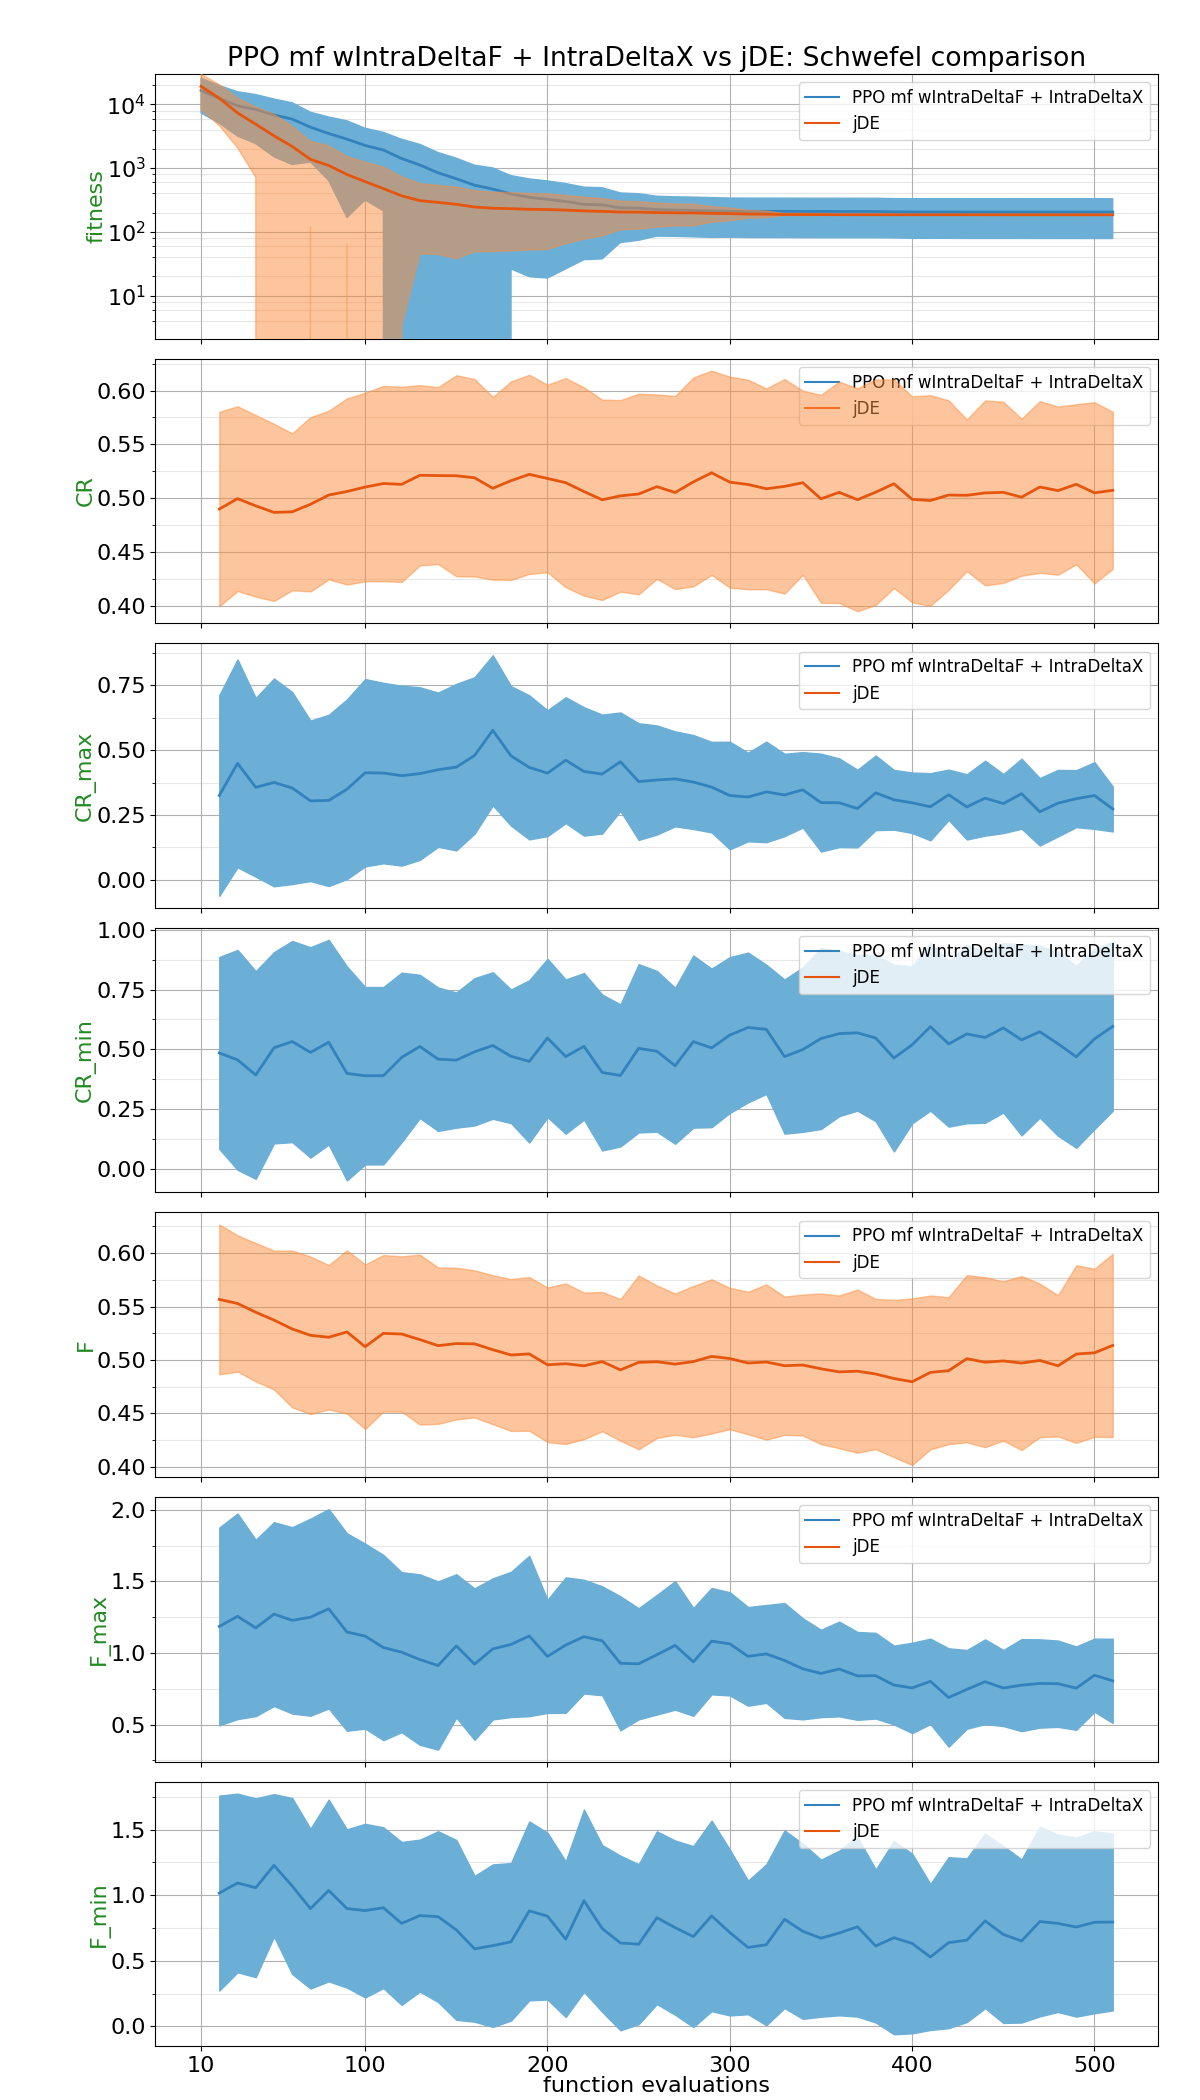 PPO mf wIntraDeltaF + IntraDeltaX vs jDE: Schwefel comparison
fitness
10^4
10^3
10^2
10^1
PPO mf wIntraDeltaF + IntraDeltaX
jDE
CR
0.60
0.55
0.50
0.45
0.40
PPO mf wIntraDeltaF + IntraDeltaX
jDE
CR_max
0.75
0.50
0.25
0.00
PPO mf wIntraDeltaF + IntraDeltaX
jDE
CR_min
1.00
0.75
0.50
0.25
0.00
PPO mf wIntraDeltaF + IntraDeltaX
jDE
F
0.60
0.55
0.50
0.45
0.40
PPO mf wIntraDeltaF + IntraDeltaX
jDE
F_max
2.0
1.5
1.0
0.5
PPO mf wIntraDeltaF + IntraDeltaX
jDE
F_min
1.5
1.0
0.5
0.0
PPO mf wIntraDeltaF + IntraDeltaX
jDE
10 100 200 300 400 500
function evaluations